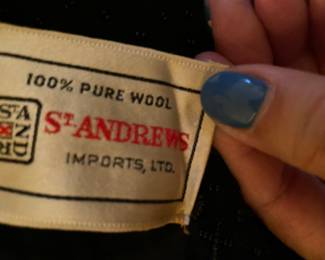 100% PURE WOOL
ST. ANDREWS
IMPORTS, LTD.